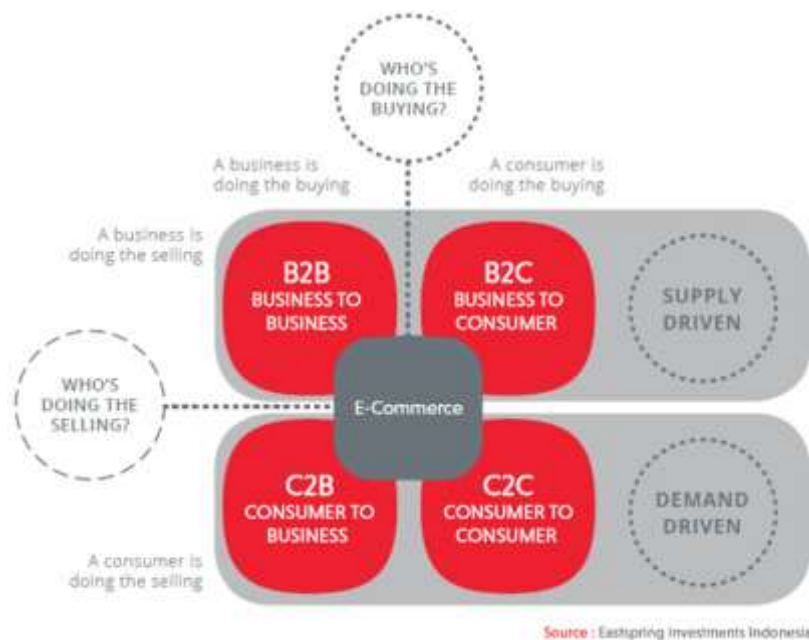 WHO'S
DOING THE
BUYING?
A business is
doing the buying
A consumer is
doing the buying
A business is
doing the selling
B2B
BUSINESS TO
BUSINESS
B2C
BUSINESS TO
CONSUMER
SUPPLY
DRIVEN
WHO'S
DOING THE
SELLING?
E-Commerce
C2B
CONSUMER TO
BUSINESS
C2C
CONSUMER TO
CONSUMER
DEMAND
DRIVEN
A consumer is
doing the selling
Source : Eastspring Investments Indonesia